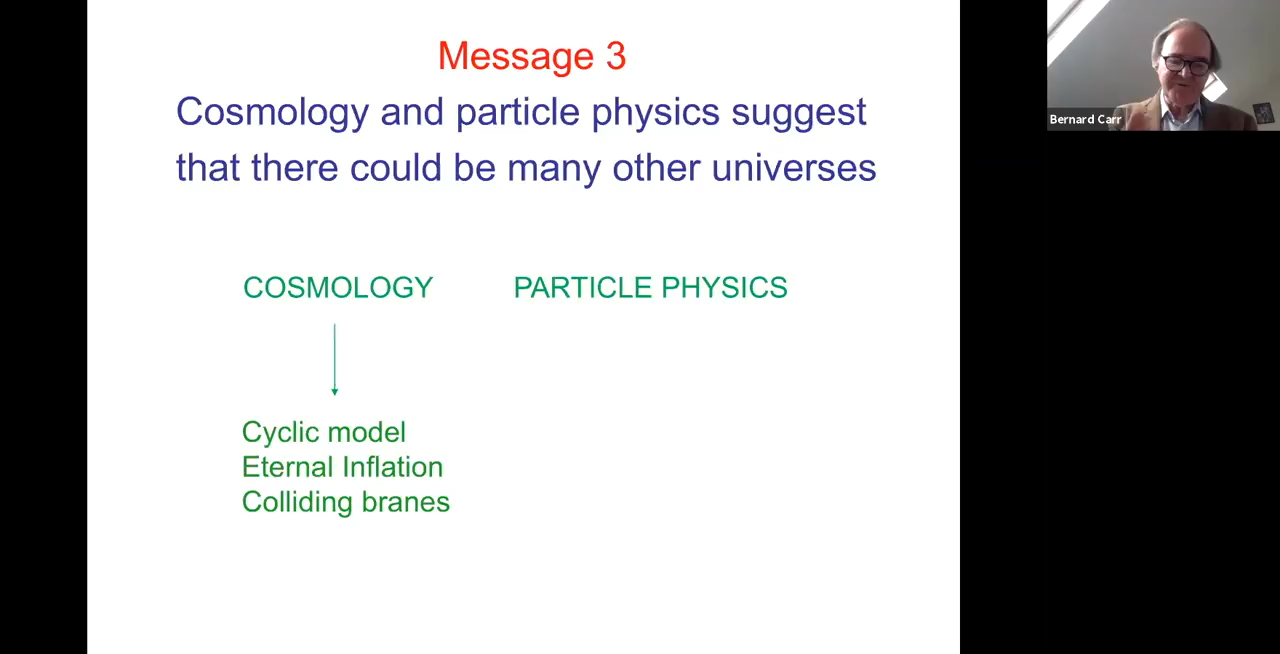 Message 3
Cosmology and particle physics suggest
that there could be many other universes
COSMOLOGY PARTICLE PHYSICS
Cyclic model
Eternal Inflation
Colliding branes
Bernard Carr